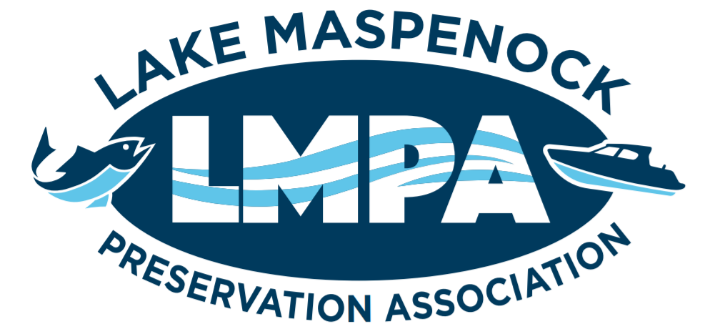 LAKE MASPENOCK
LMPA
PRESERVATION ASSOCIATION